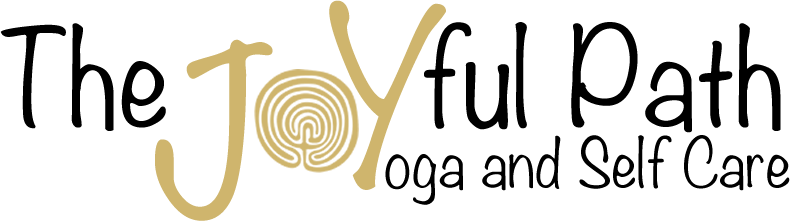 The JoYful Path
Yoga and Self Care